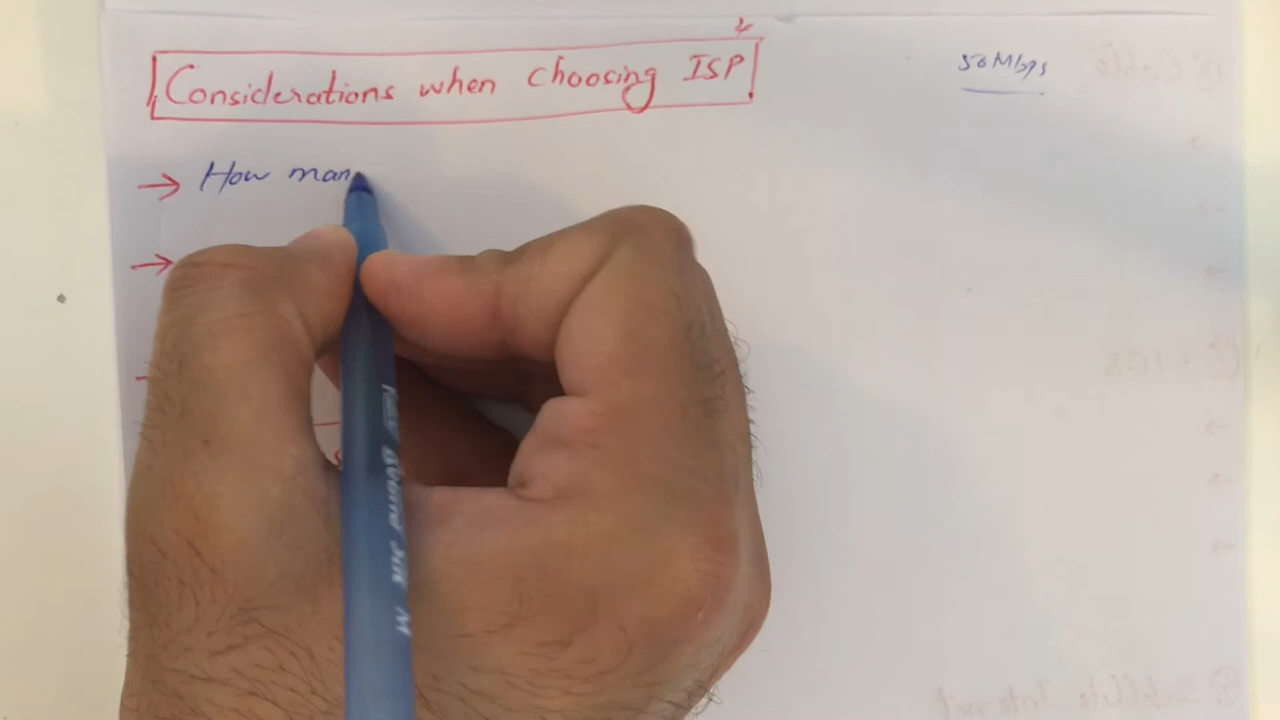 Considerations when choosing ISP
50Mbps
→ How man
→